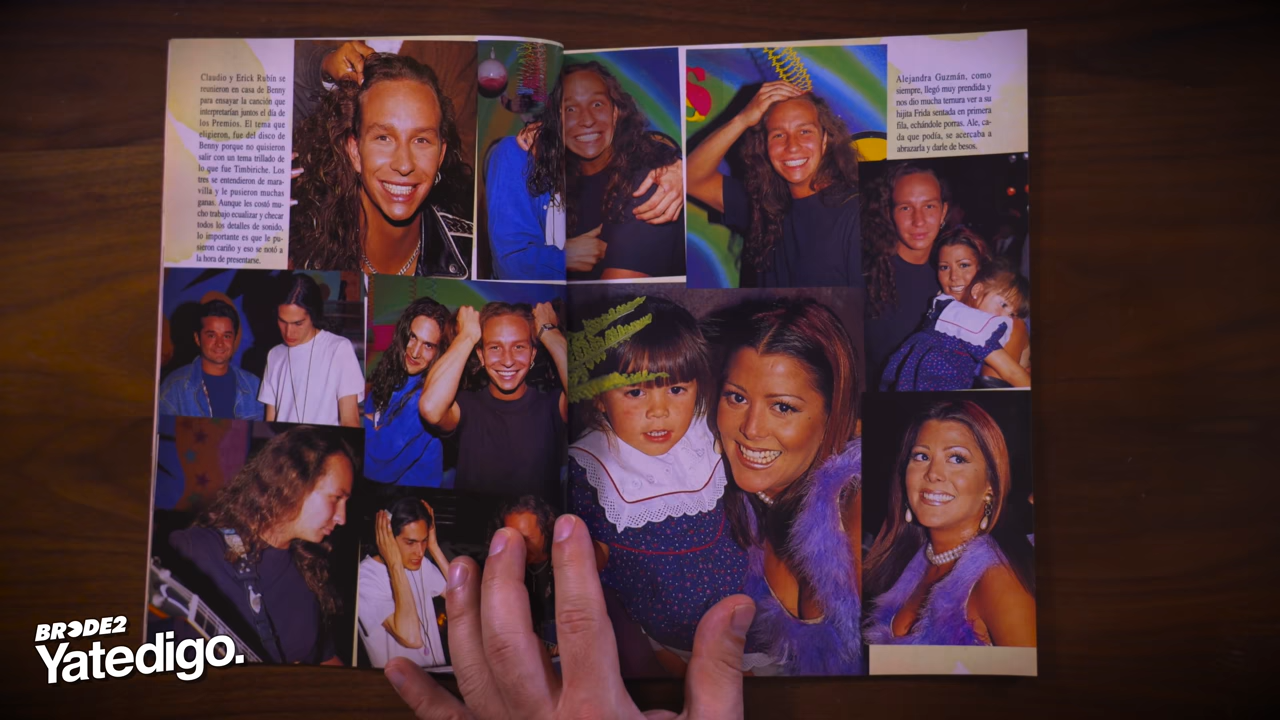 Claudio y Erick Rubín se
reunieron en casa de Benny
para ensayar la canción que
interpretarían juntos el día de
los Premios. El tema que
eligieron, fue del disco de
Benny porque no quisieron
salir con un tema trillado de
lo que fue Timbiriche. Los
tres se entendieron de mara-
villa y le pusieron muchas
ganas. Aunque les costó mu-
cho trabajo ecualizar y checar
todos los detalles de sonido,
lo importante es que le pu-
sieron cariño y eso se notó a
la hora de presentarse.
Alejandra Guzmán, como
siempre, llegó muy prendida y
nos dio mucha ternura ver a su
hijita Frida sentada en primera
fila, echándole porras. Ale, ca-
da que podía, se acercaba a
abrazarla y darle de besos.
S
BRODE2
Yatedigo.